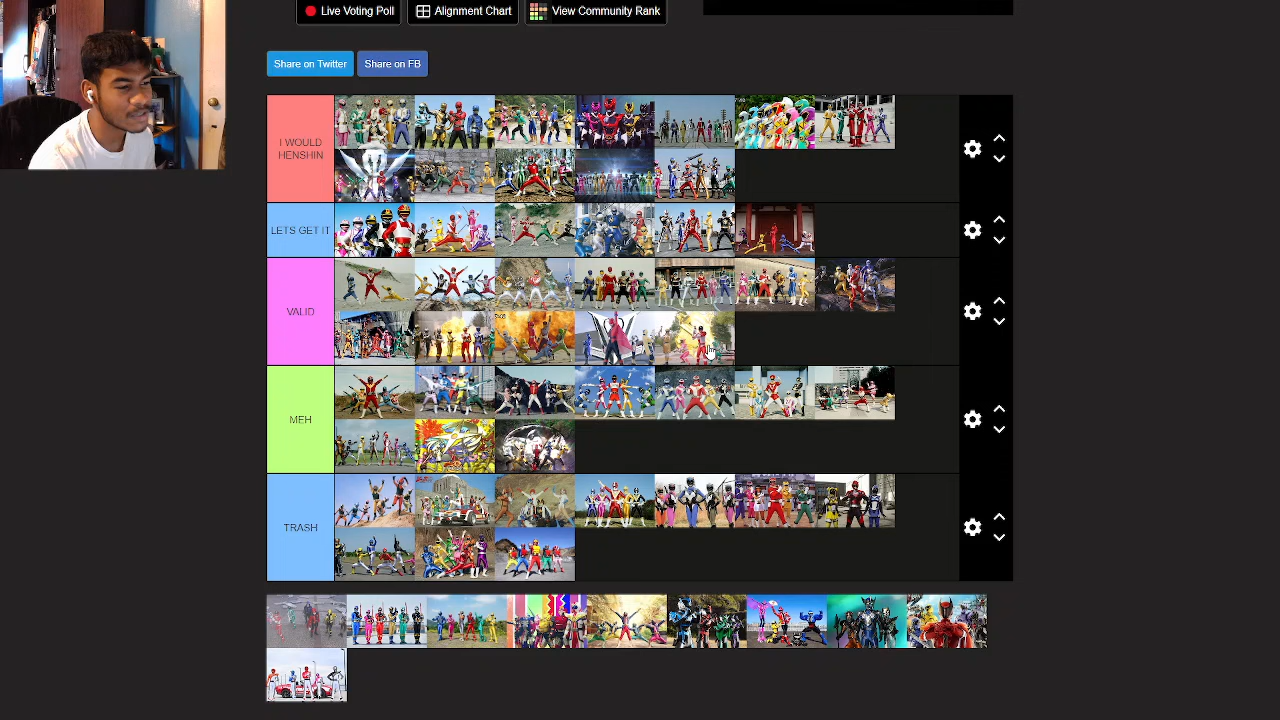 Live Voting Poll
Alignment Chart
View Community Rank
Share on Twitter
Share on FB
I WOULD
HENSHIN
LETS GET IT
VALID
MEH
TRASH